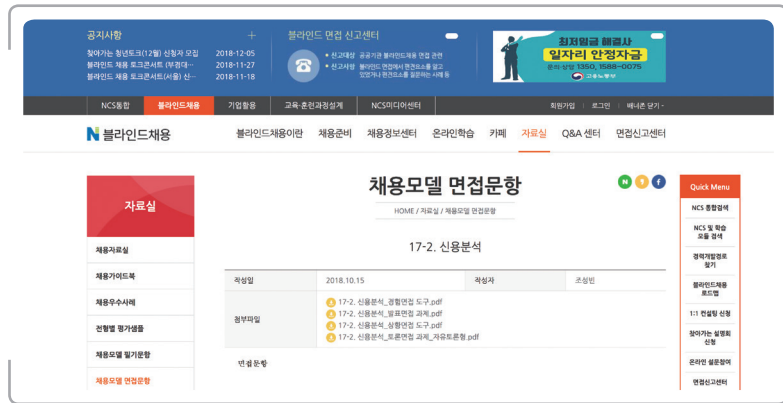 공지사항
찾아가는 청년토크(12월) 신청자 모집 2018-12-05
블라인드 채용 토크콘서트 (부경대… 2018-11-27
블라인드 채용 토크콘서트(서울) 신… 2018-11-18
블라인드 면접 신고센터
• 신고대상 공공기관 블라인드채용 면접 관련
• 신고사항 블라인드 면접에서 편견요소를 알고
있었거나 편견요소를 질문하는 사례 등
최저임금 해결사
일자리 안정자금
문의·상담 1350, 1588-0075
고용노동부
NCS통합 블라인드채용 기업활용 교육·훈련과정설계 NCS미디어센터 회원가입 로그인 배너존 닫기 -
N 블라인드채용
블라인드채용이란 채용준비 채용정보센터 온라인학습 카페 자료실 Q&A 센터 면접신고센터
자료실
채용자료실
채용가이드북
채용우수사례
전형별 평가샘플
채용모델 필기문항
채용모델 면접문항
채용모델 면접문항
HOME / 자료실 / 채용모델 면접문항
17-2. 신용분석
작성일 2018.10.15 작성자 조성빈
첨부파일
17-2. 신용분석_경험면접 도구.pdf
17-2. 신용분석_발표면접 과제.pdf
17-2. 신용분석_상황면접 도구.pdf
17-2. 신용분석_토론면접 과제_자유토론형.pdf
면접문항
Quick Menu
NCS 통합검색
NCS 및 학습
모듈 검색
경력개발경로
찾기
블라인드채용
로드맵
1:1 컨설팅 신청
찾아가는 설명회
신청
온라인 설문참여
면접신고센터